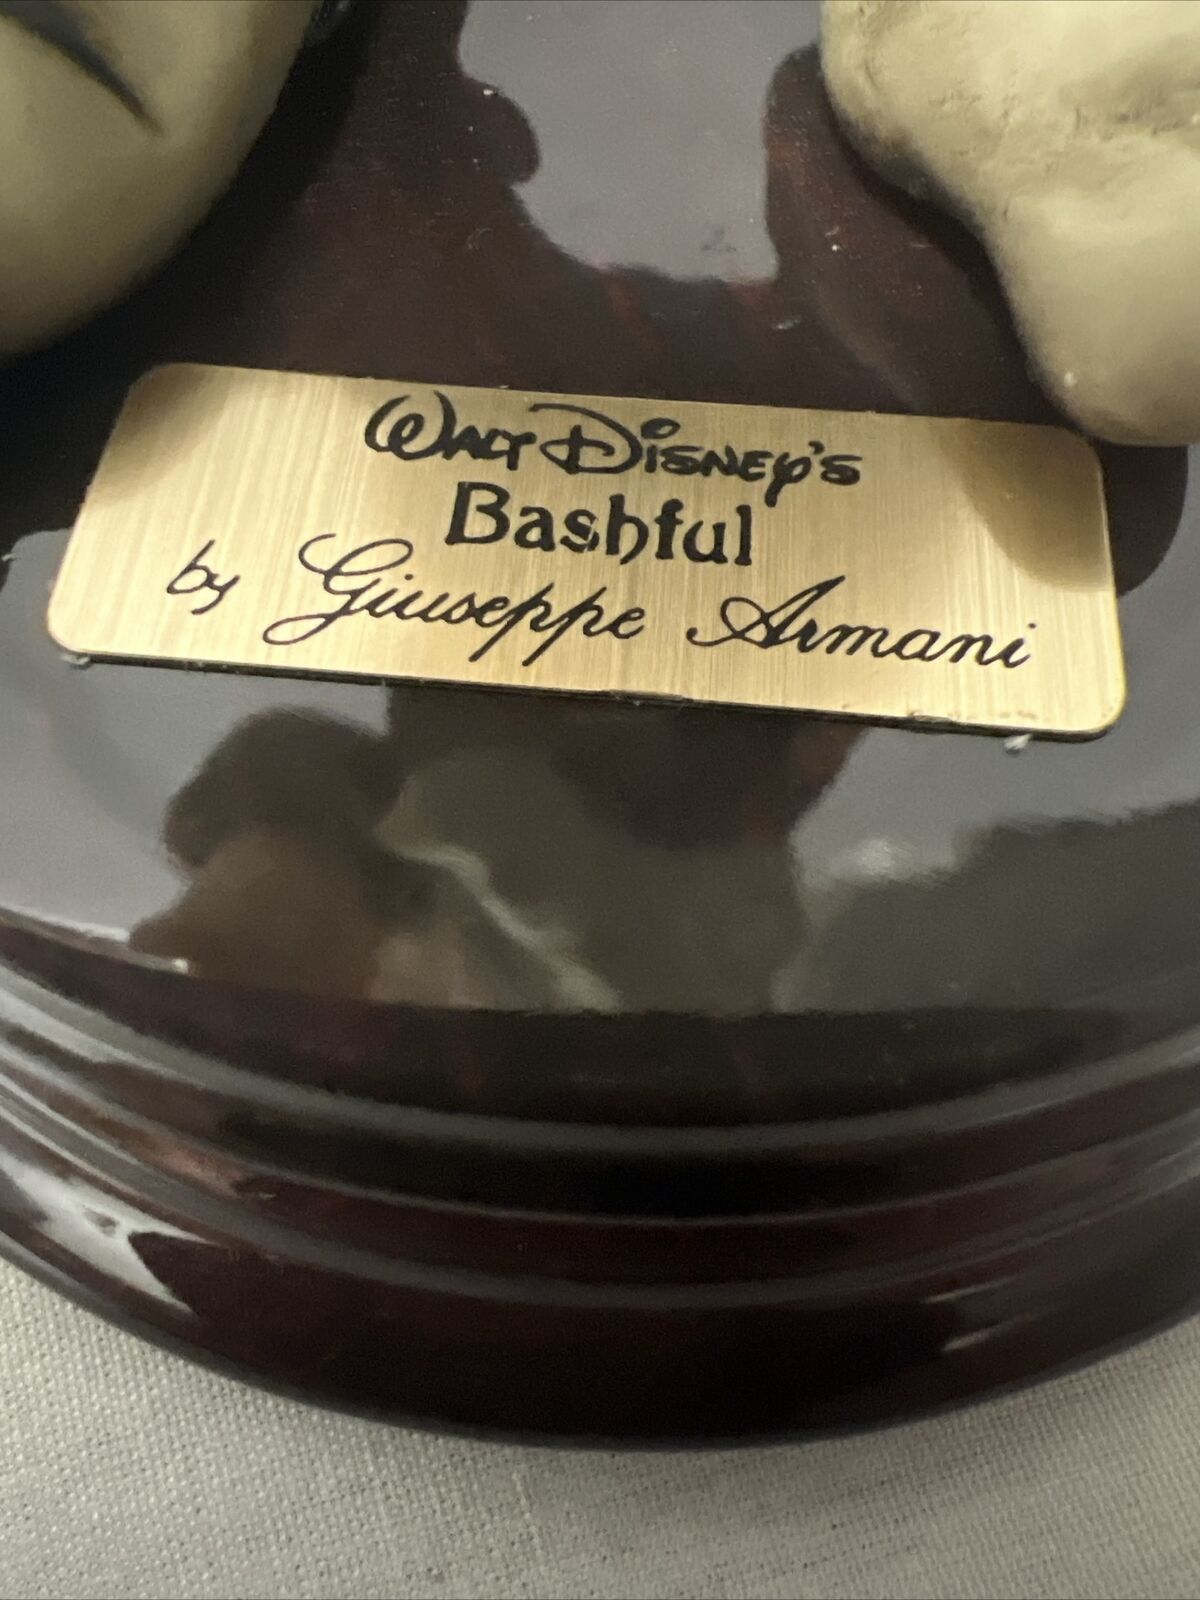 Walt Disney's
Bashful
by Giuseppe Armani